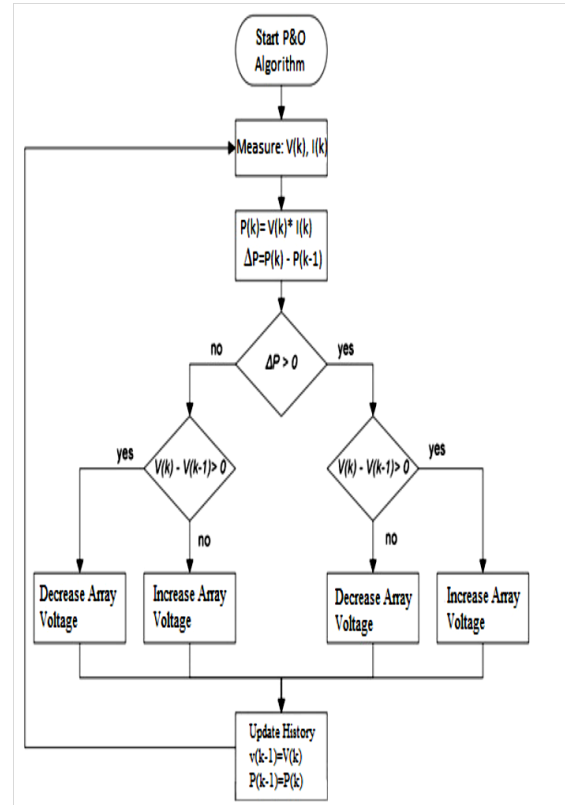 Start P&O
Algorithm
Measure: V(k), I(k)
P(k)= V(k)* I(k)
ΔP=P(k) - P(k-1)
no
ΔP > 0
yes
yes
V(k) - V(k-1)> 0
no
V(k) - V(k-1)> 0
yes
no
Decrease Array
Voltage
Increase Array
Voltage
Decrease Array
Voltage
Increase Array
Voltage
Update History
v(k-1)=V(k)
P(k-1)=P(k)